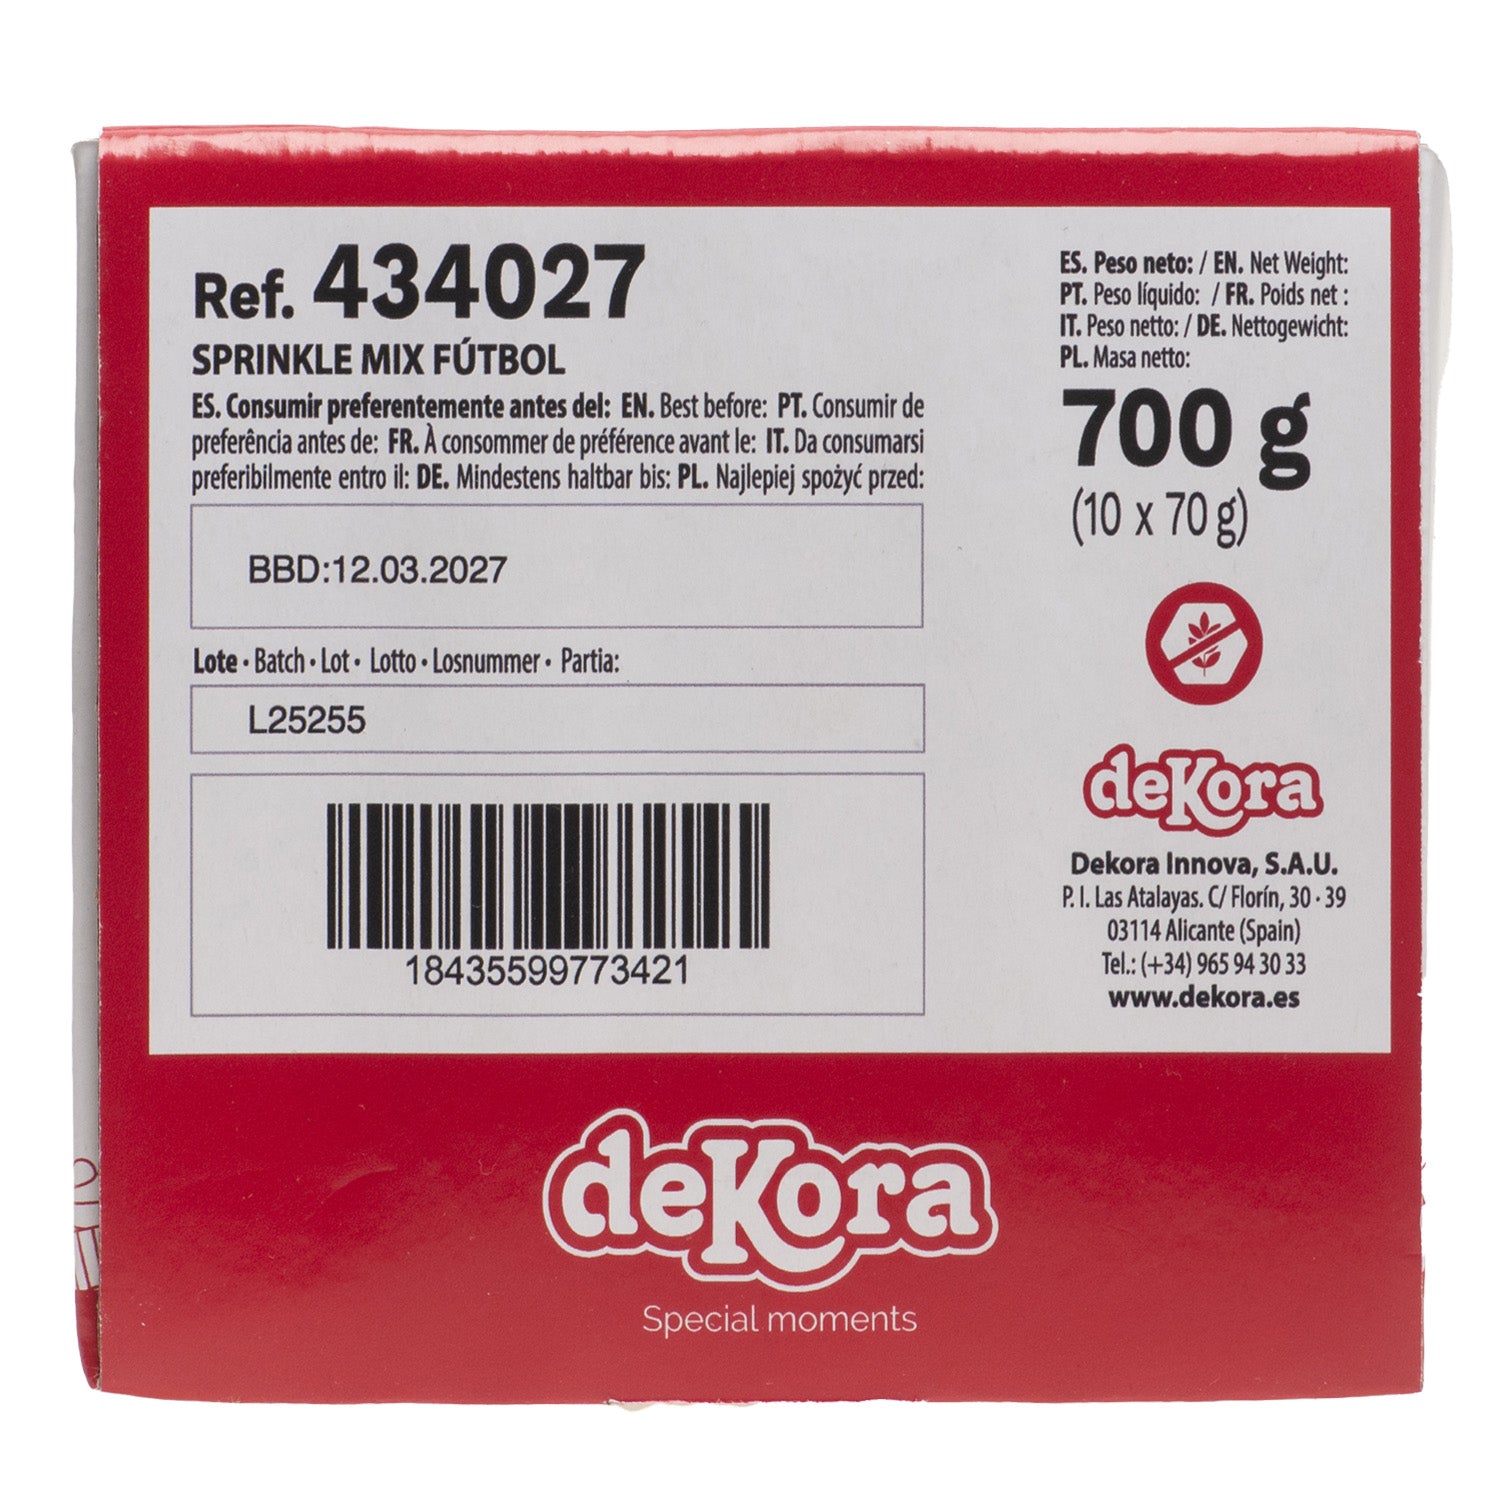 Ref. 434027
SPRINKLE MIX FÚTBOL
ES. Consumir preferentemente antes del: EN. Best before: PT. Consumir de
preferência antes de: FR. À consommer de préférence avant le: IT. Da consumarsi
preferibilmente entro il: DE. Mindestens haltbar bis: PL. Najlepiej spożyć przed:
BBD:12.03.2027
Lote · Batch · Lot · Lotto · Losnummer · Partia:
L25255
18435599773421
ES. Peso neto: / EN. Net Weight:
PT. Peso líquido: / FR. Poids net :
IT. Peso netto: / DE. Nettogewicht:
PL. Masa netto:
700 g
(10 x 70 g)
deKora
Dekora Innova, S.A.U.
P. I. Las Atalayas. C/ Florín, 30 · 39
03114 Alicante (Spain)
Tel.: (+34) 965 94 30 33
www.dekora.es
deKora
Special moments